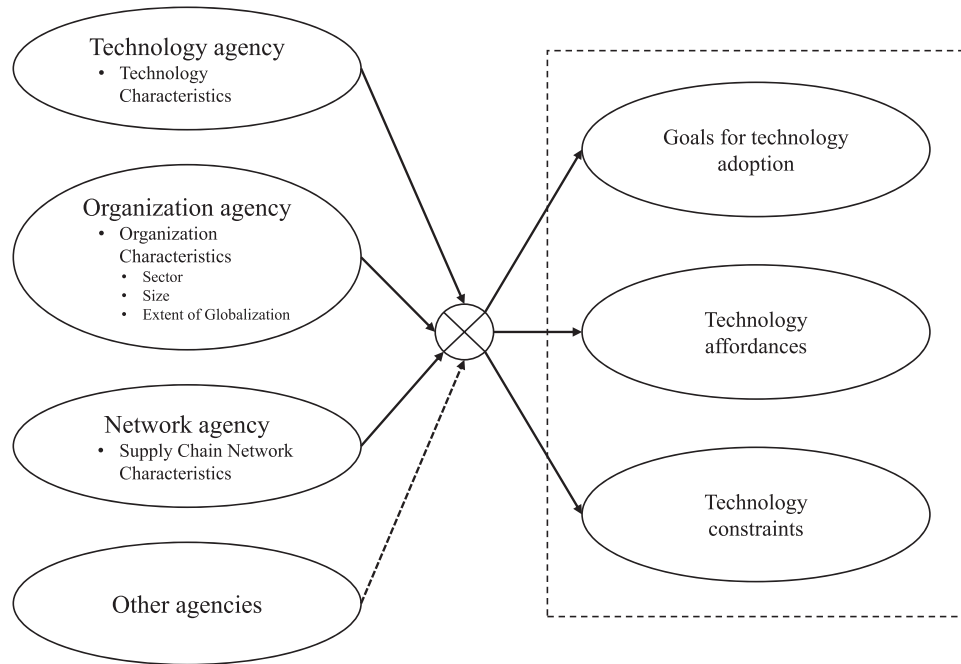 Technology agency
• Technology
Characteristics
Organization agency
• Organization
Characteristics
• Sector
• Size
• Extent of Globalization
Network agency
• Supply Chain Network
Characteristics
Other agencies
Goals for technology
adoption
Technology
affordances
Technology
constraints